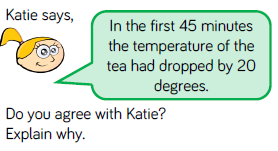 Katie says,
In the first 45 minutes
the temperature of the
tea had dropped by 20
degrees.
Do you agree with Katie?
Explain why.